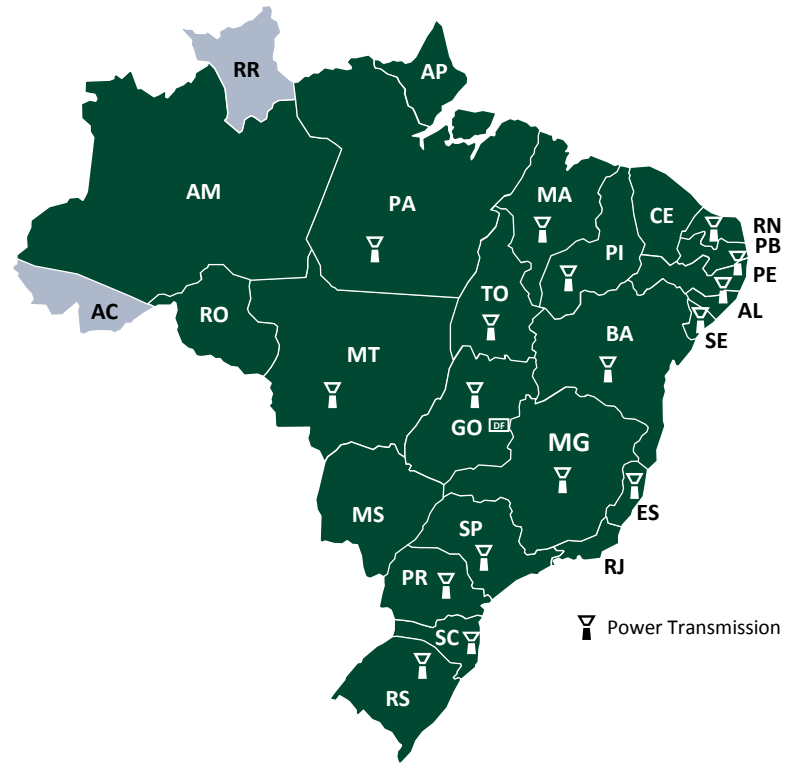 RR
AP
AM
PA
MA
CE
RN
PB
PI
PE
AC
RO
TO
AL
BA
SE
MT
GO
DF
MG
MS
SP
ES
RJ
PR
Power Transmission
SC
RS